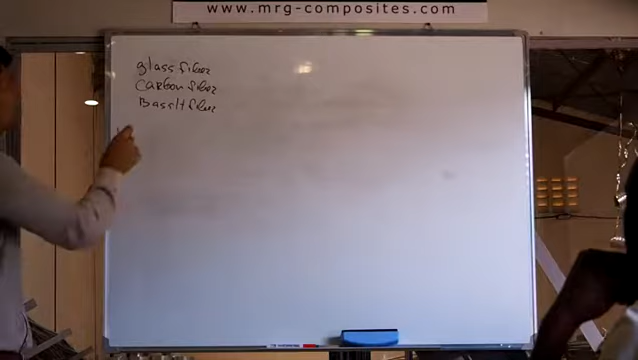 www.mrg-composites.com
glass fiber
carbon fiber
Basalt fiber